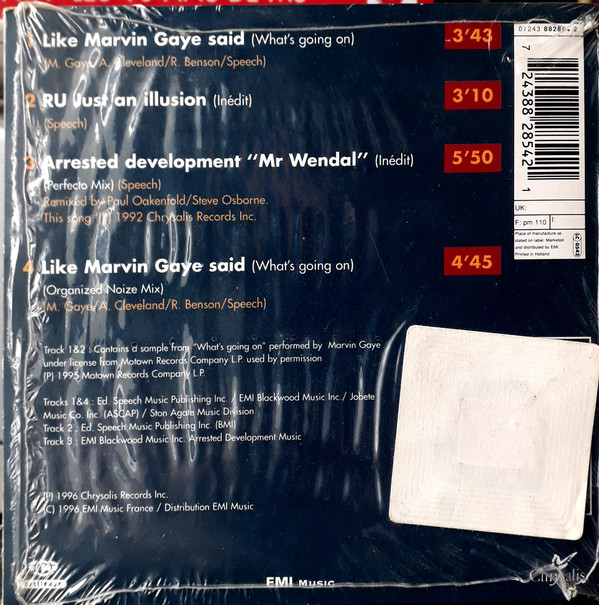 1 Like Marvin Gaye said (What's going on) 3'43
(M. Gaye/A. Cleveland/R. Benson/Speech)
2 RU Just an illusion (Inédit) 3'10
(Speech)
3 Arrested development "Mr Wendal" (Inédit) 5'50
(Perfecto Mix) (Speech)
Remixed by Paul Oakenfold/Steve Osborne.
This song (P) 1992 Chrysalis Records Inc.
4 Like Marvin Gaye said (What's going on) 4'45
(Organized Noize Mix)
(M. Gaye/A. Cleveland/R. Benson/Speech)
Track 1&2 : Contains a sample from "What's going on" performed by Marvin Gaye
under license from Motown Records Company L.P. used by permission
(P) 1995 Motown Records Company L.P.
Tracks 1&4 : Ed. Speech Music Publishing Inc. / EMI Blackwood Music Inc./ Jobete
Music Co. Inc. (ASCAP) / Ston Agate Music Division
Track 2 : Ed. Speech Music Publishing Inc. (BMI)
Track 3 : EMI Blackwood Music Inc. Arrested Development Music
(P) 1996 Chrysalis Records Inc.
(C) 1996 EMI Music France / Distribution EMI Music
EMI MUSIC
Chrysalis
7 24388 28542 1
UK:
F: pm 110 I:
Place of manufacture as
stated on label. Marketed
and distributed by EMI.
Printed in Holland